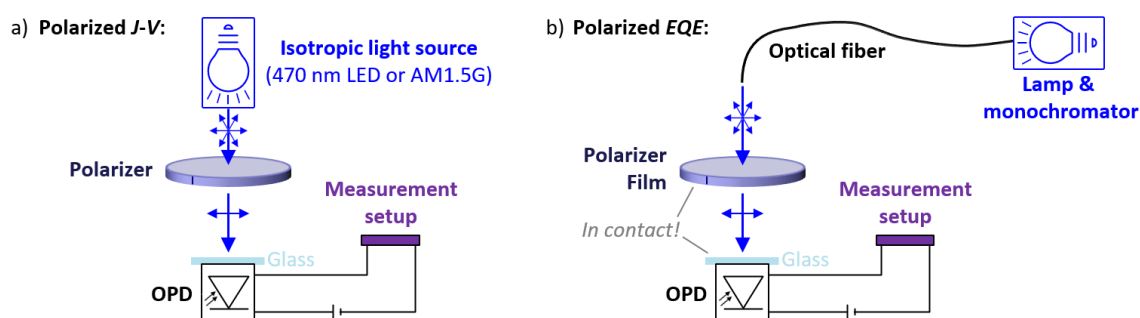 a) Polarized J-V:
Isotropic light source
(470 nm LED or AM1.5G)
Polarizer
Measurement
setup
Glass
OPD
b) Polarized EQE:
Optical fiber
Lamp &
monochromator
Polarizer
Film
In contact!
Measurement
setup
Glass
OPD